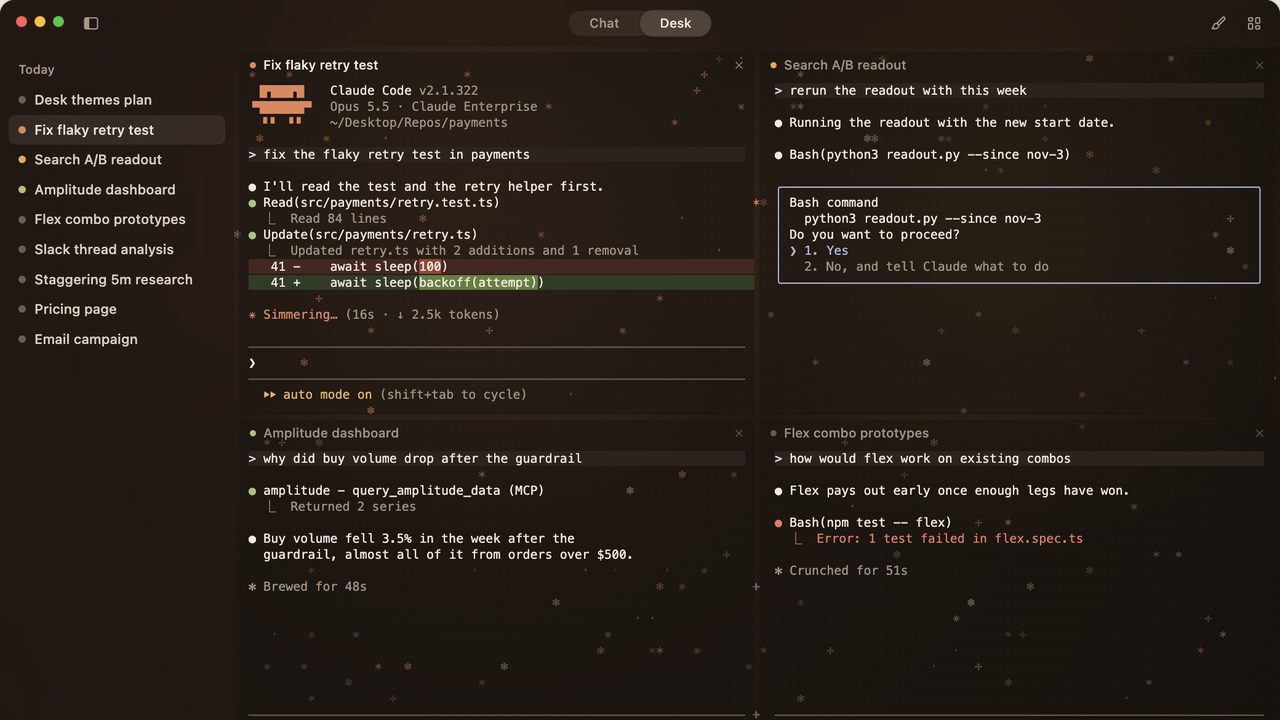 Chat
Desk
Today
Desk themes plan
Fix flaky retry test
Search A/B readout
Amplitude dashboard
Flex combo prototypes
Slack thread analysis
Staggering 5m research
Pricing page
Email campaign
Fix flaky retry test
Claude Code v2.1.322
Opus 5.5 · Claude Enterprise
~/Desktop/Repos/payments
> fix the flaky retry test in payments
● I'll read the test and the retry helper first.
● Read(src/payments/retry.test.ts)
⎿ Read 84 lines
● Update(src/payments/retry.ts)
⎿ Updated retry.ts with 2 additions and 1 removal
41 - await sleep(100)
41 + await sleep(backoff(attempt))
✳ Simmering… (16s · ↓ 2.5k tokens)
❯
⏵⏵ auto mode on (shift+tab to cycle)
Search A/B readout
> rerun the readout with this week
● Running the readout with the new start date.
● Bash(python3 readout.py --since nov-3)
Bash command
python3 readout.py --since nov-3
Do you want to proceed?
❯ 1. Yes
2. No, and tell Claude what to do
Amplitude dashboard
> why did buy volume drop after the guardrail
● amplitude - query_amplitude_data (MCP)
⎿ Returned 2 series
● Buy volume fell 3.5% in the week after the
guardrail, almost all of it from orders over $500.
✻ Brewed for 48s
Flex combo prototypes
> how would flex work on existing combos
● Flex pays out early once enough legs have won.
● Bash(npm test -- flex)
⎿ Error: 1 test failed in flex.spec.ts
✻ Crunched for 51s